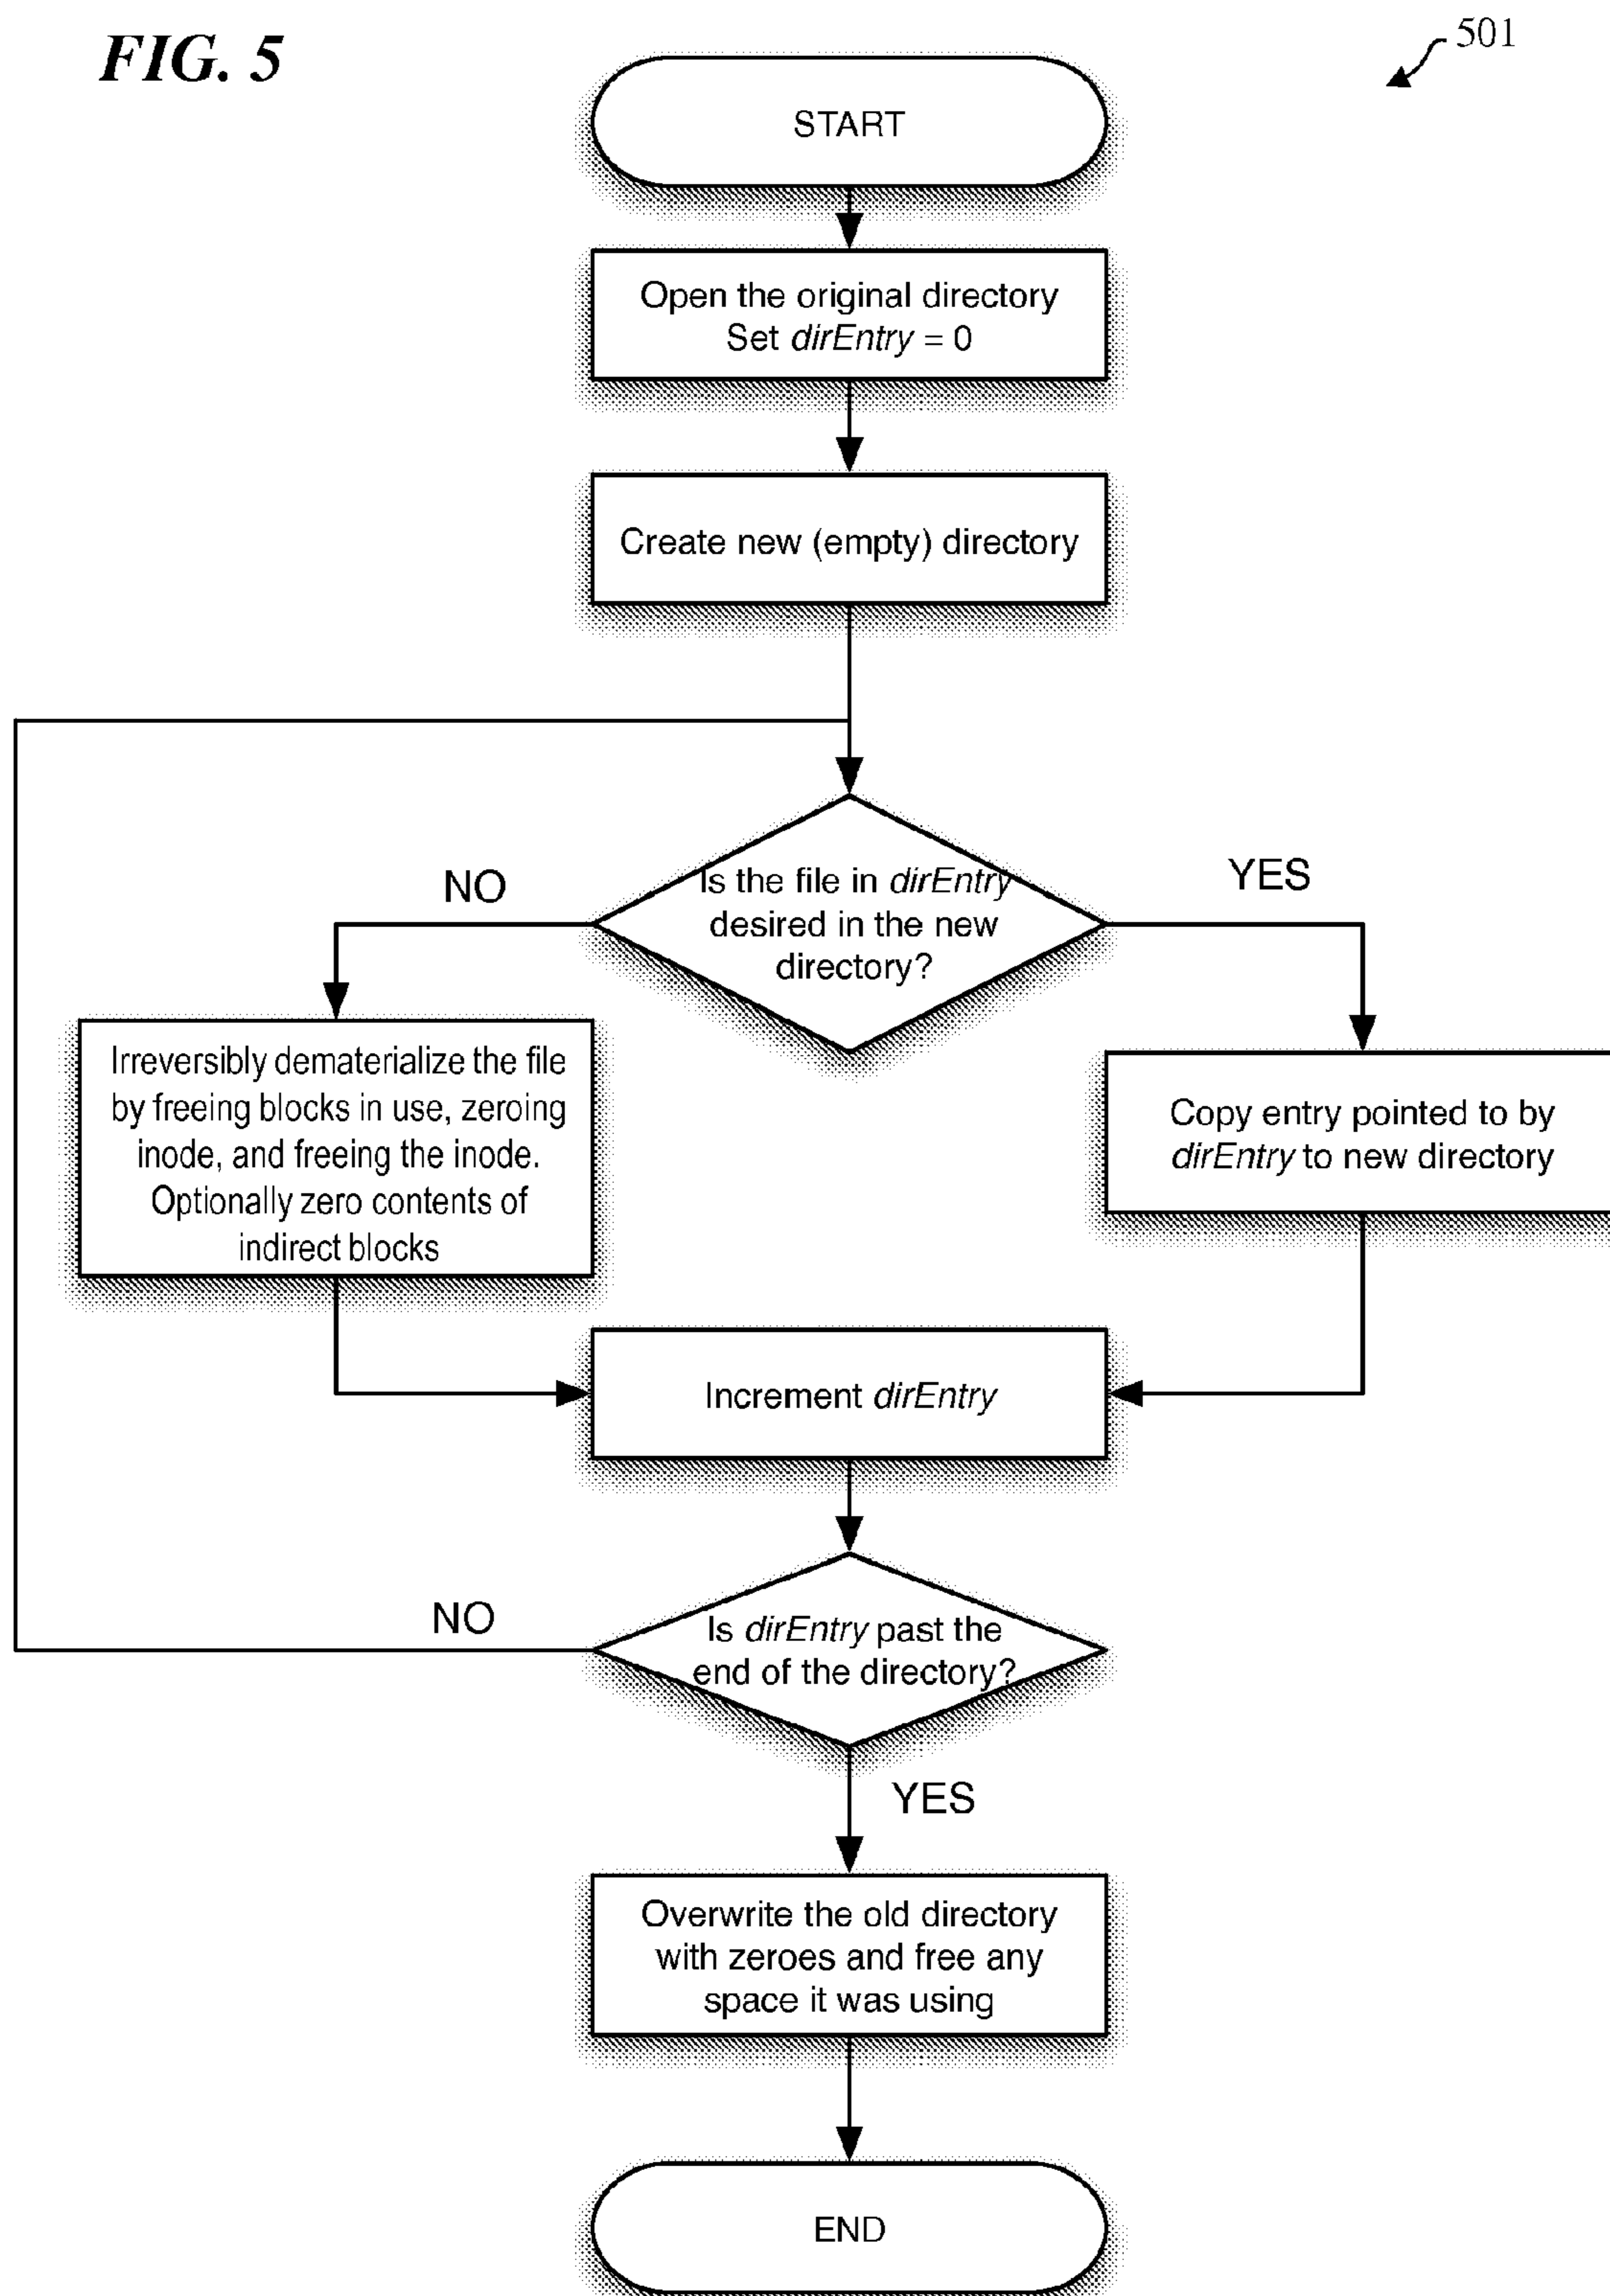 FIG. 5
501
START
Open the original directory
Set dirEntry = 0
Create new (empty) directory
NO
YES
Is the file in dirEntry
desired in the new
directory?
Irreversibly dematerialize the file
by freeing blocks in use, zeroing
inode, and freeing the inode.
Optionally zero contents of
indirect blocks
Copy entry pointed to by
dirEntry to new directory
Increment dirEntry
NO
Is dirEntry past the
end of the directory?
YES
Overwrite the old directory
with zeroes and free any
space it was using
END